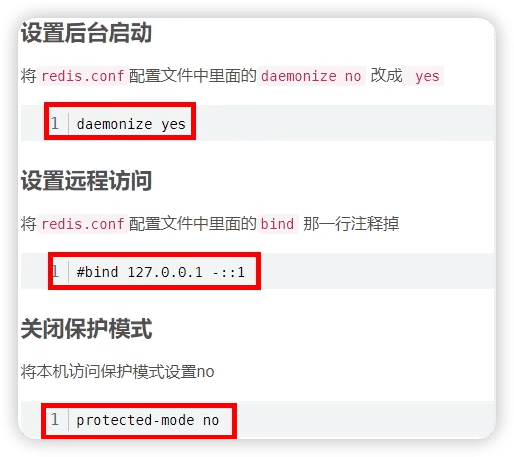 设置后台启动
将 redis.conf 配置文件中里面的 daemonize no 改成 yes
1 daemonize yes
设置远程访问
将 redis.conf 配置文件中里面的 bind 那一行注释掉
1 #bind 127.0.0.1 -::1
关闭保护模式
将本机访问保护模式设置no
1 protected-mode no